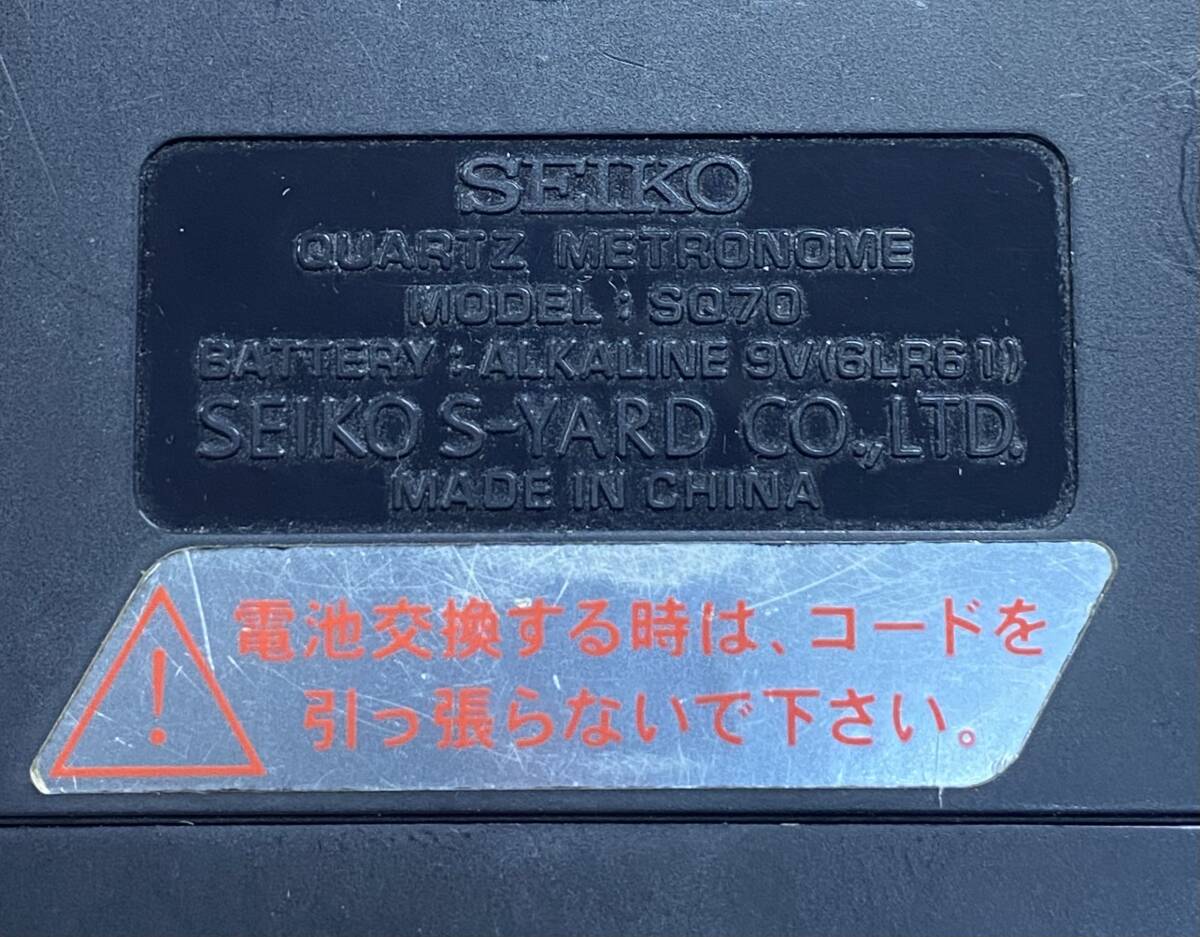 SEIKO
QUARTZ METRONOME
MODEL : SQ70
BATTERY : ALKALINE 9V(6LR61)
SEIKO S-YARD CO.,LTD.
MADE IN CHINA
電池交換する時は、コードを
引っ張らないで下さい。